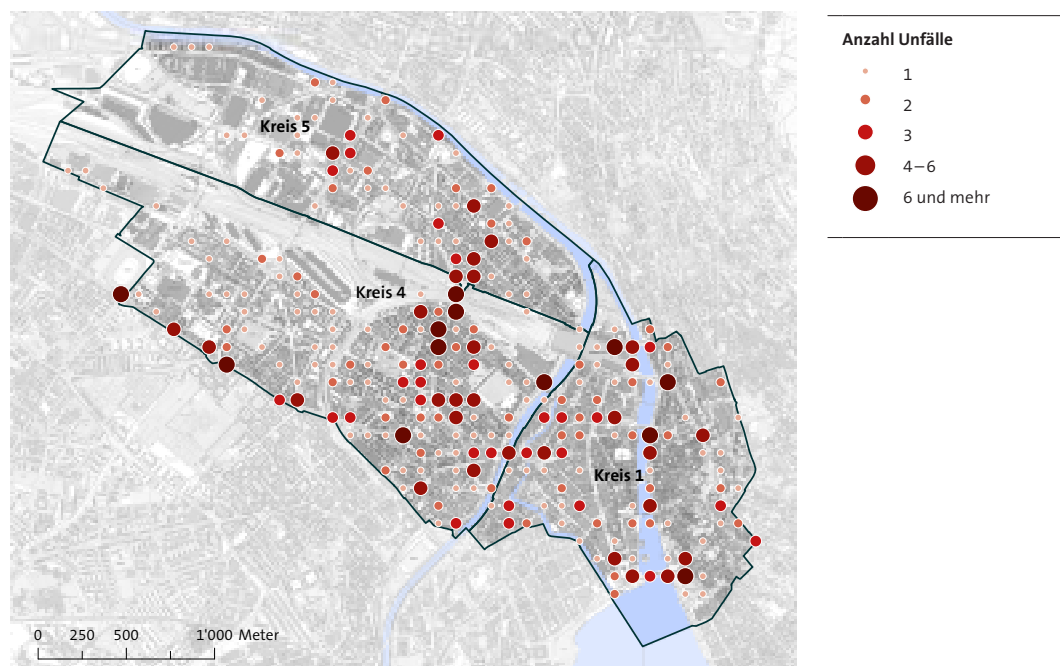 Anzahl Unfälle
1
2
3
4–6
6 und mehr
Kreis 5
Kreis 4
Kreis 1
0 250 500 1'000 Meter